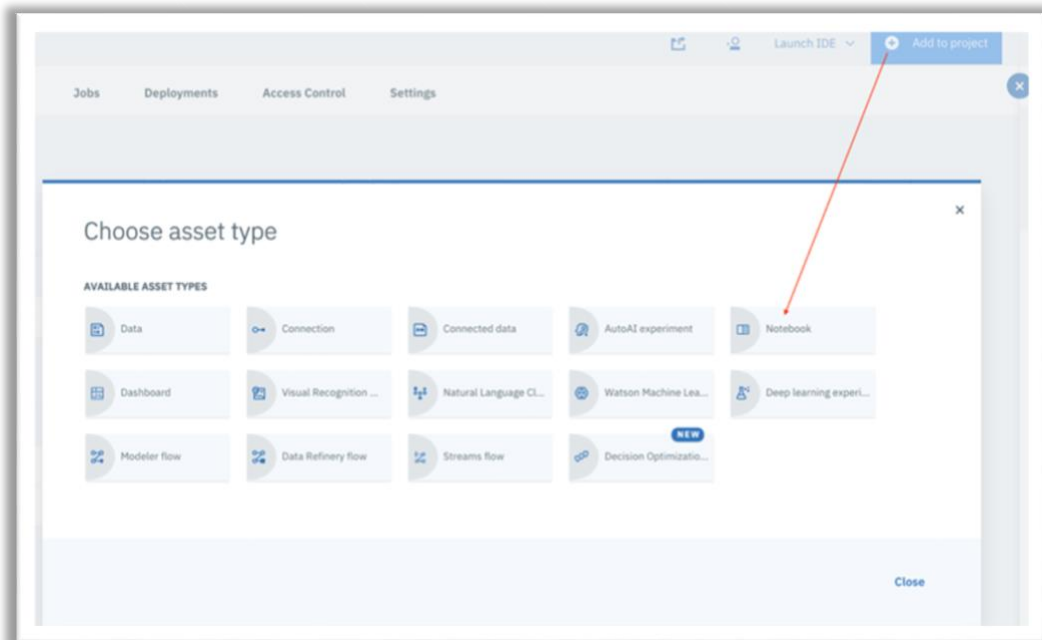 Launch IDE Add to project
Jobs Deployments Access Control Settings
Choose asset type
AVAILABLE ASSET TYPES
Data Connection Connected data AutoAI experiment Notebook
Dashboard Visual Recognition ... Natural Language Cl... Watson Machine Lea... Deep learning experi...
NEW
Modeler flow Data Refinery flow Streams flow Decision Optimizatio...
Close